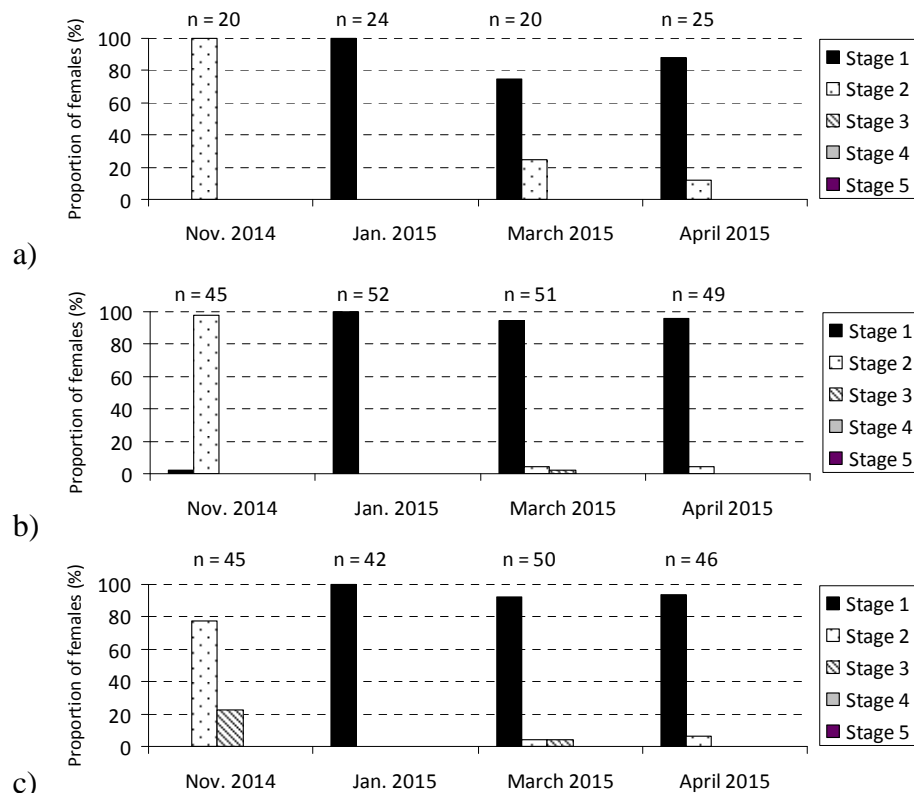 n = 20 n = 24 n = 20 n = 25
Proportion of females (%)
100
80
60
40
20
0
Nov. 2014 Jan. 2015 March 2015 April 2015
Stage 1
Stage 2
Stage 3
Stage 4
Stage 5
a)
n = 45 n = 52 n = 51 n = 49
Proportion of females (%)
100
80
60
40
20
0
Nov. 2014 Jan. 2015 March 2015 April 2015
Stage 1
Stage 2
Stage 3
Stage 4
Stage 5
b)
n = 45 n = 42 n = 50 n = 46
Proportion of females (%)
100
80
60
40
20
0
Nov. 2014 Jan. 2015 March 2015 April 2015
Stage 1
Stage 2
Stage 3
Stage 4
Stage 5
c)